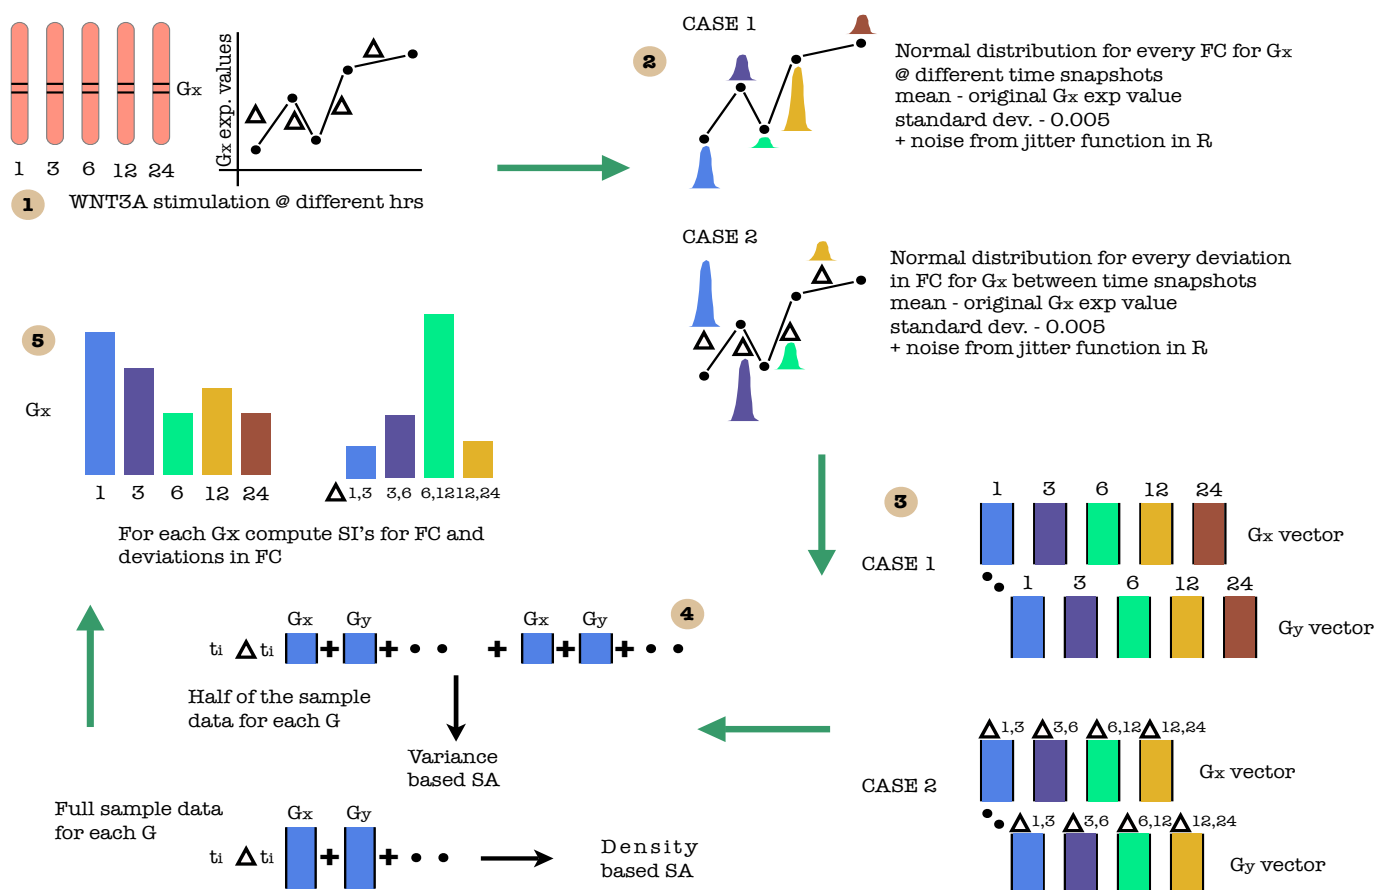 Gx
1 3 6 12 24
Gx exp. values
1
WNT3A stimulation @ different hrs
2
CASE 1
Normal distribution for every FC for Gx
@ different time snapshots
mean - original Gx exp value
standard dev. - 0.005
+ noise from jitter function in R
CASE 2
Normal distribution for every deviation
in FC for Gx between time snapshots
mean - original Gx exp value
standard dev. - 0.005
+ noise from jitter function in R
3
CASE 1
1 3 6 12 24
Gx vector
1 3 6 12 24
Gy vector
CASE 2
Δ1,3 Δ3,6 Δ6,12 Δ12,24
Gx vector
Δ1,3 Δ3,6 Δ6,12 Δ12,24
Gy vector
4
Gx Gy Gx Gy
ti Δ ti + + • • + + + • •
Half of the sample
data for each G
Variance
based SA
Full sample data
for each G
Gx Gy
ti Δ ti + + • •
Density
based SA
5
Gx
1 3 6 12 24
Δ 1,3 3,6 6,12 12,24
For each Gx compute SI's for FC and
deviations in FC